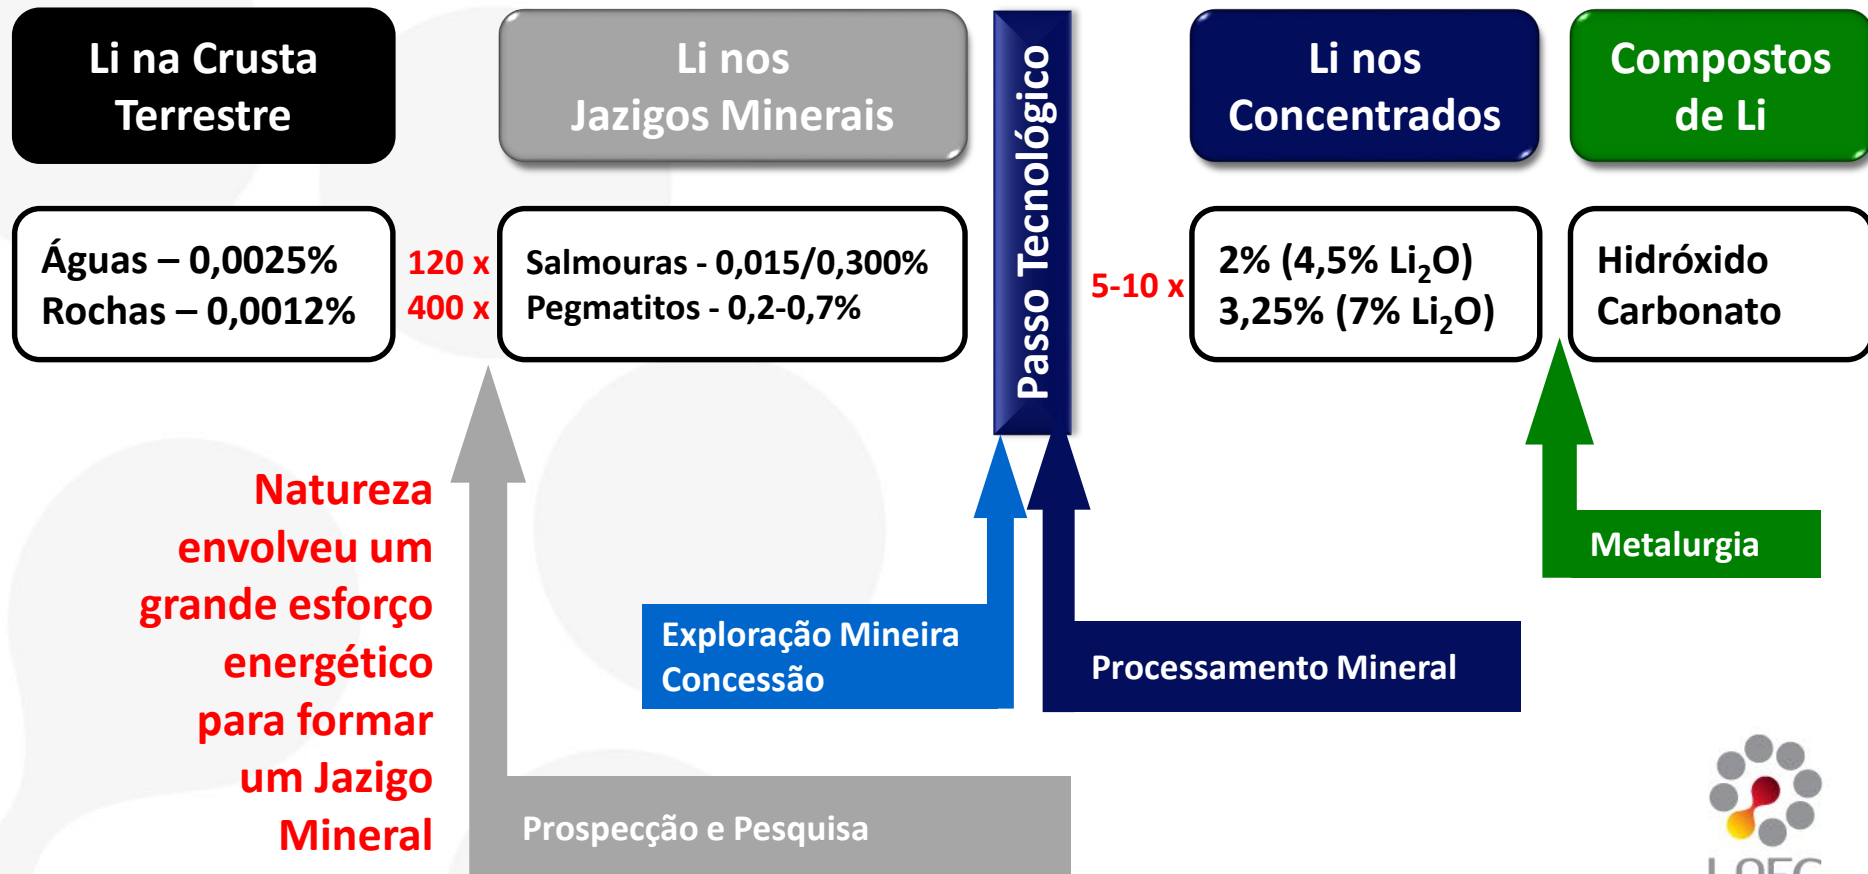 Li na Crusta
Terrestre
Li nos
Jazigos Minerais
Passo Tecnológico
Li nos
Concentrados
Compostos
de Li
Águas – 0,0025%
Rochas – 0,0012%
120 x
400 x
Salmouras - 0,015/0,300%
Pegmatitos - 0,2-0,7%
5-10 x
2% (4,5% Li₂O)
3,25% (7% Li₂O)
Hidróxido
Carbonato
Natureza
envolveu um
grande esforço
energético
para formar
um Jazigo
Mineral
Metalurgia
Exploração Mineira
Concessão
Processamento Mineral
Prospecção e Pesquisa